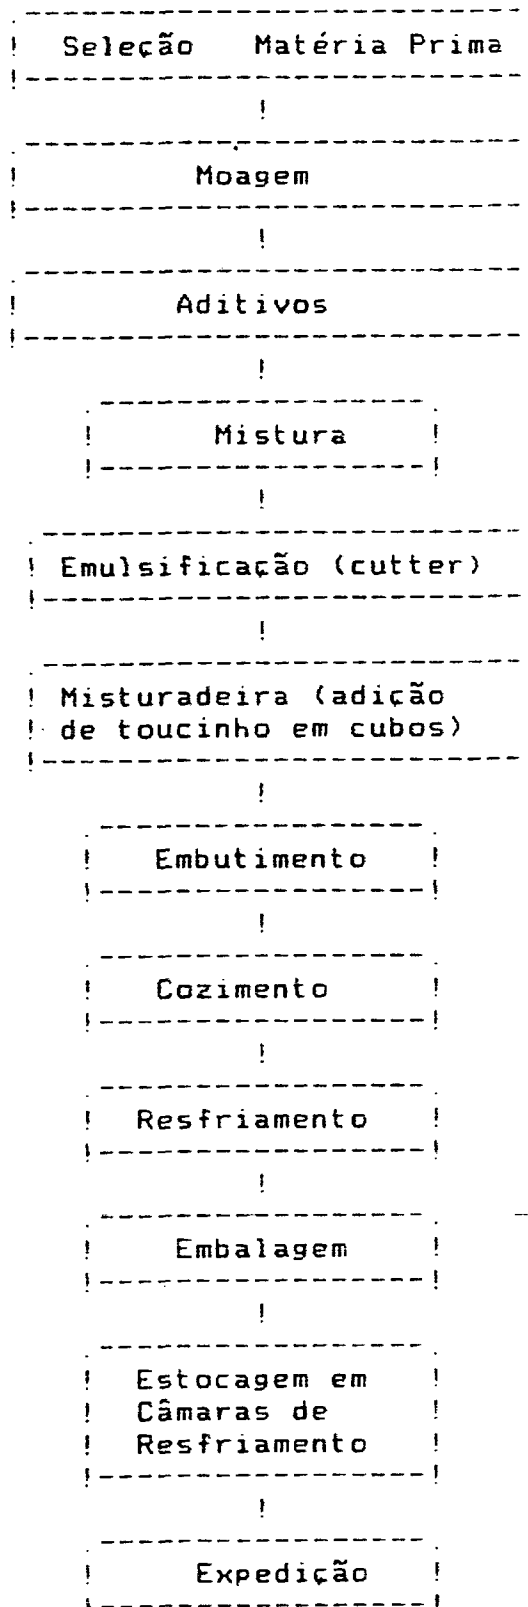 Seleção Matéria Prima
Moagem
Aditivos
Mistura
Emulsificação (cutter)
Misturadeira (adição
de toucinho em cubos)
Embutimento
Cozimento
Resfriamento
Embalagem
Estocagem em
Câmaras de
Resfriamento
Expedição